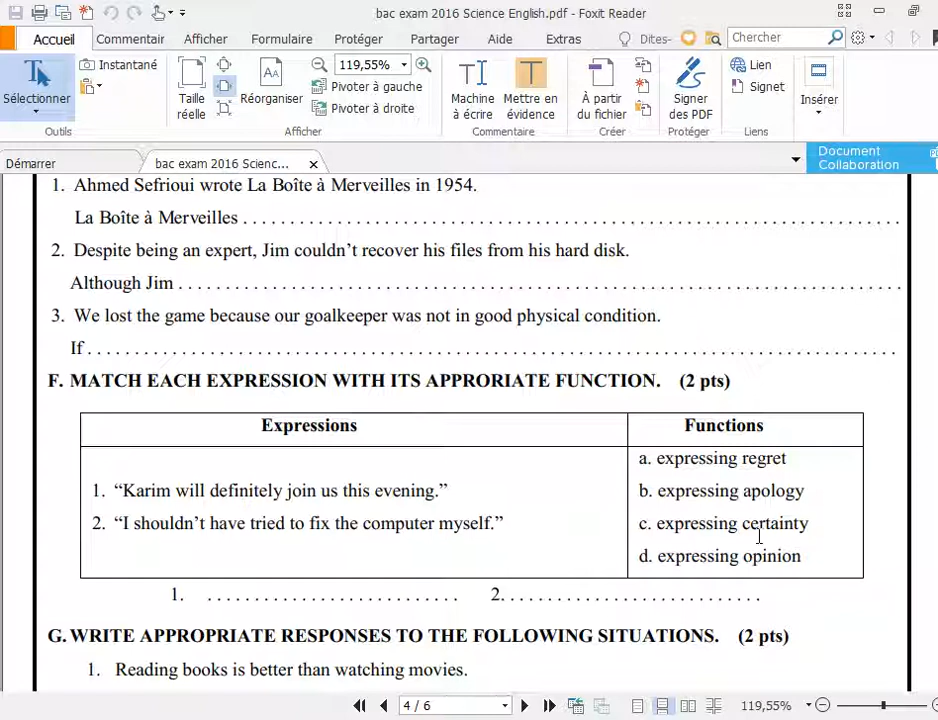 bac exam 2016 Science English.pdf - Foxit Reader
Accueil Commentair Afficher Formulaire Protéger Partager Aide Extras Dites- Chercher
Sélectionner
Instantané
Taille réelle
Réorganiser
119,55%
Pivoter à gauche
Pivoter à droite
Machine à écrire
Mettre en évidence
À partir du fichier
Signer des PDF
Lien
Signet
Insérer
Outils Afficher Commentaire Créer Protéger Liens
Démarrer bac exam 2016 Scienc... Document Collaboration
1. Ahmed Sefrioui wrote La Boîte à Merveilles in 1954.
La Boîte à Merveilles . . . . . . . . . . . . . . . . . . . . . . . . . . . . . .
2. Despite being an expert, Jim couldn't recover his files from his hard disk.
Although Jim . . . . . . . . . . . . . . . . . . . . . . . . . . . . . .
3. We lost the game because our goalkeeper was not in good physical condition.
If . . . . . . . . . . . . . . . . . . . . . . . . . . . . . .
F. MATCH EACH EXPRESSION WITH ITS APPRORIATE FUNCTION. (2 pts)
Expressions Functions
1. “Karim will definitely join us this evening.”
2. “I shouldn't have tried to fix the computer myself.”
a. expressing regret
b. expressing apology
c. expressing certainty
d. expressing opinion
1. . . . . . . . . . . . . . . . . 2. . . . . . . . . . . . . . . . .
G. WRITE APPROPRIATE RESPONSES TO THE FOLLOWING SITUATIONS. (2 pts)
1. Reading books is better than watching movies.
4 / 6 119,55%